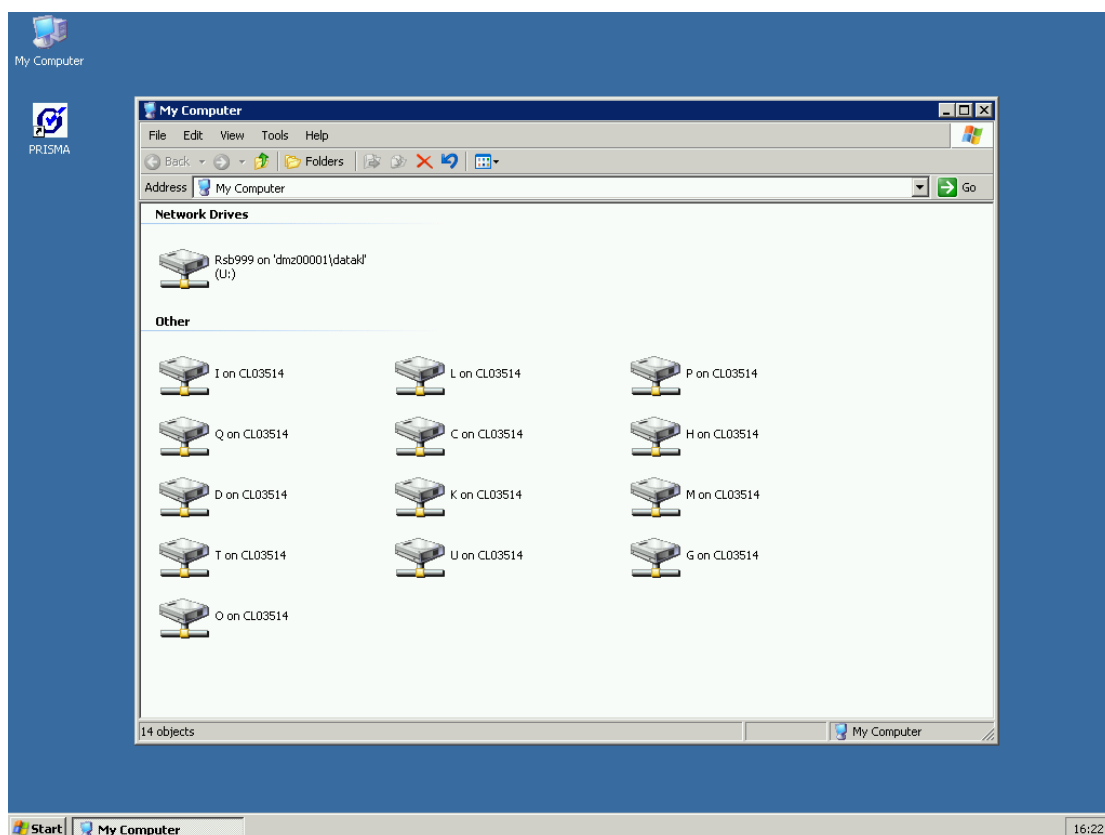 My Computer
PRISMA
My Computer
File Edit View Tools Help
Back Folders
Address My Computer Go
Network Drives
Rsb999 on 'dmz00001\datakl'
(U:)
Other
I on CL03514 L on CL03514 P on CL03514
Q on CL03514 C on CL03514 H on CL03514
D on CL03514 K on CL03514 M on CL03514
T on CL03514 U on CL03514 G on CL03514
O on CL03514
14 objects My Computer
Start My Computer 16:22